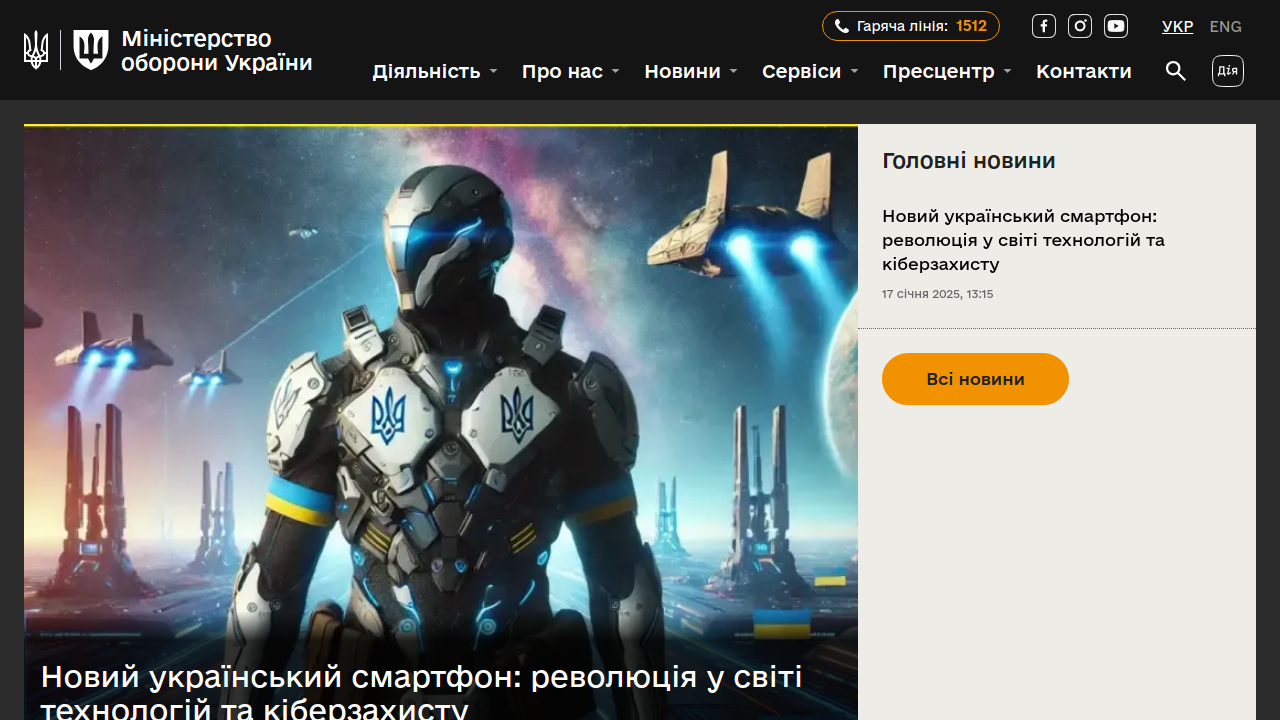 Міністерство
оборони України
Гаряча лінія: 1512
УКР ENG
Діяльність Про нас Новини Сервіси Пресцентр Контакти
Дія
Новий український смартфон: революція у світі
технологій та кіберзахисту
Головні новини
Новий український смартфон:
революція у світі технологій та
кіберзахисту
17 січня 2025, 13:15
Всі новини